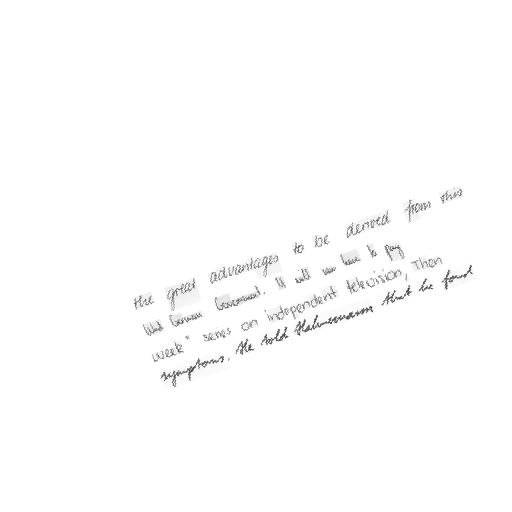 the great advantages to be derived from this
West German Government. It will now have to pay
week" series on independent television, Then
symptoms. He told Hahnemann that he found